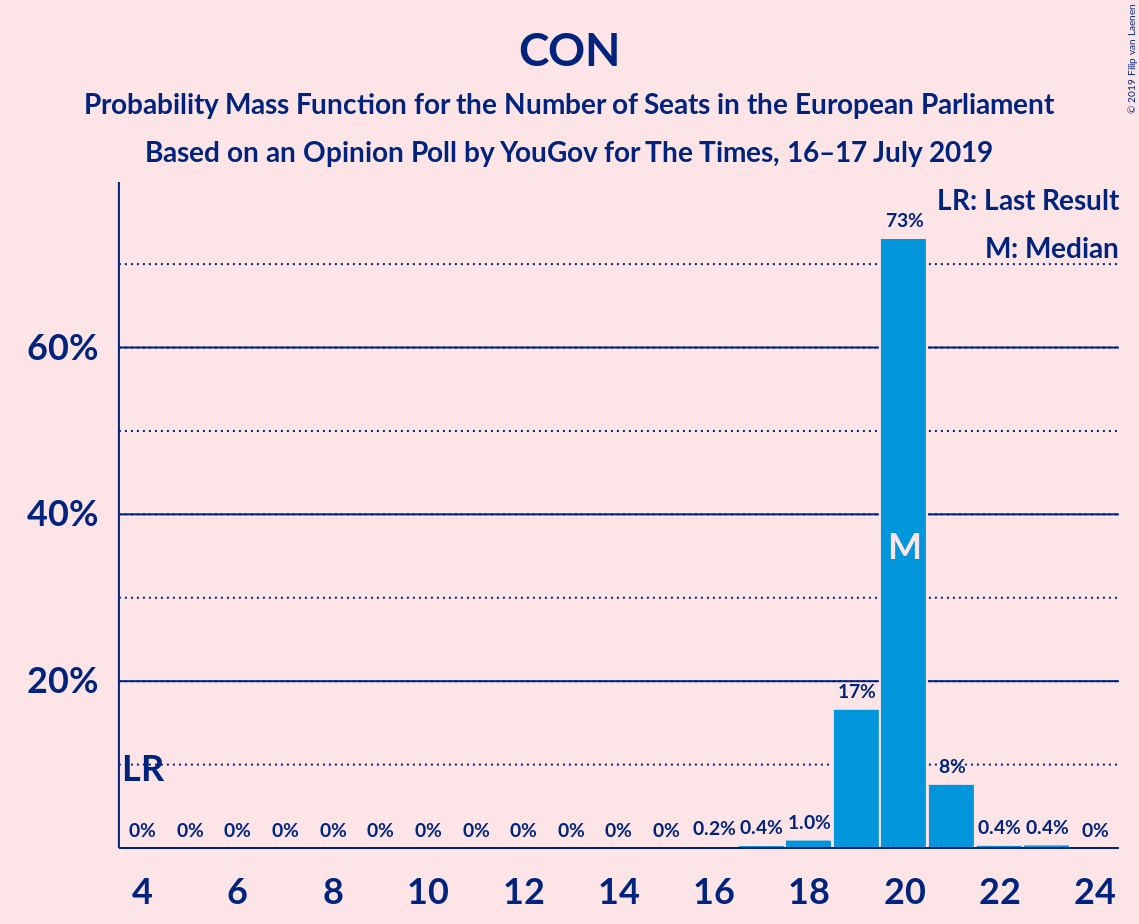 CON
Probability Mass Function for the Number of Seats in the European Parliament
Based on an Opinion Poll by YouGov for The Times, 16–17 July 2019
© 2019 Filip van Laenen
LR: Last Result
M: Median
73%
60%
40%
M
20%
17%
LR
8%
0% 0% 0% 0% 0% 0% 0% 0% 0% 0% 0% 0% 0.2% 0.4% 1.0% 0.4% 0.4% 0%
4 6 8 10 12 14 16 18 20 22 24